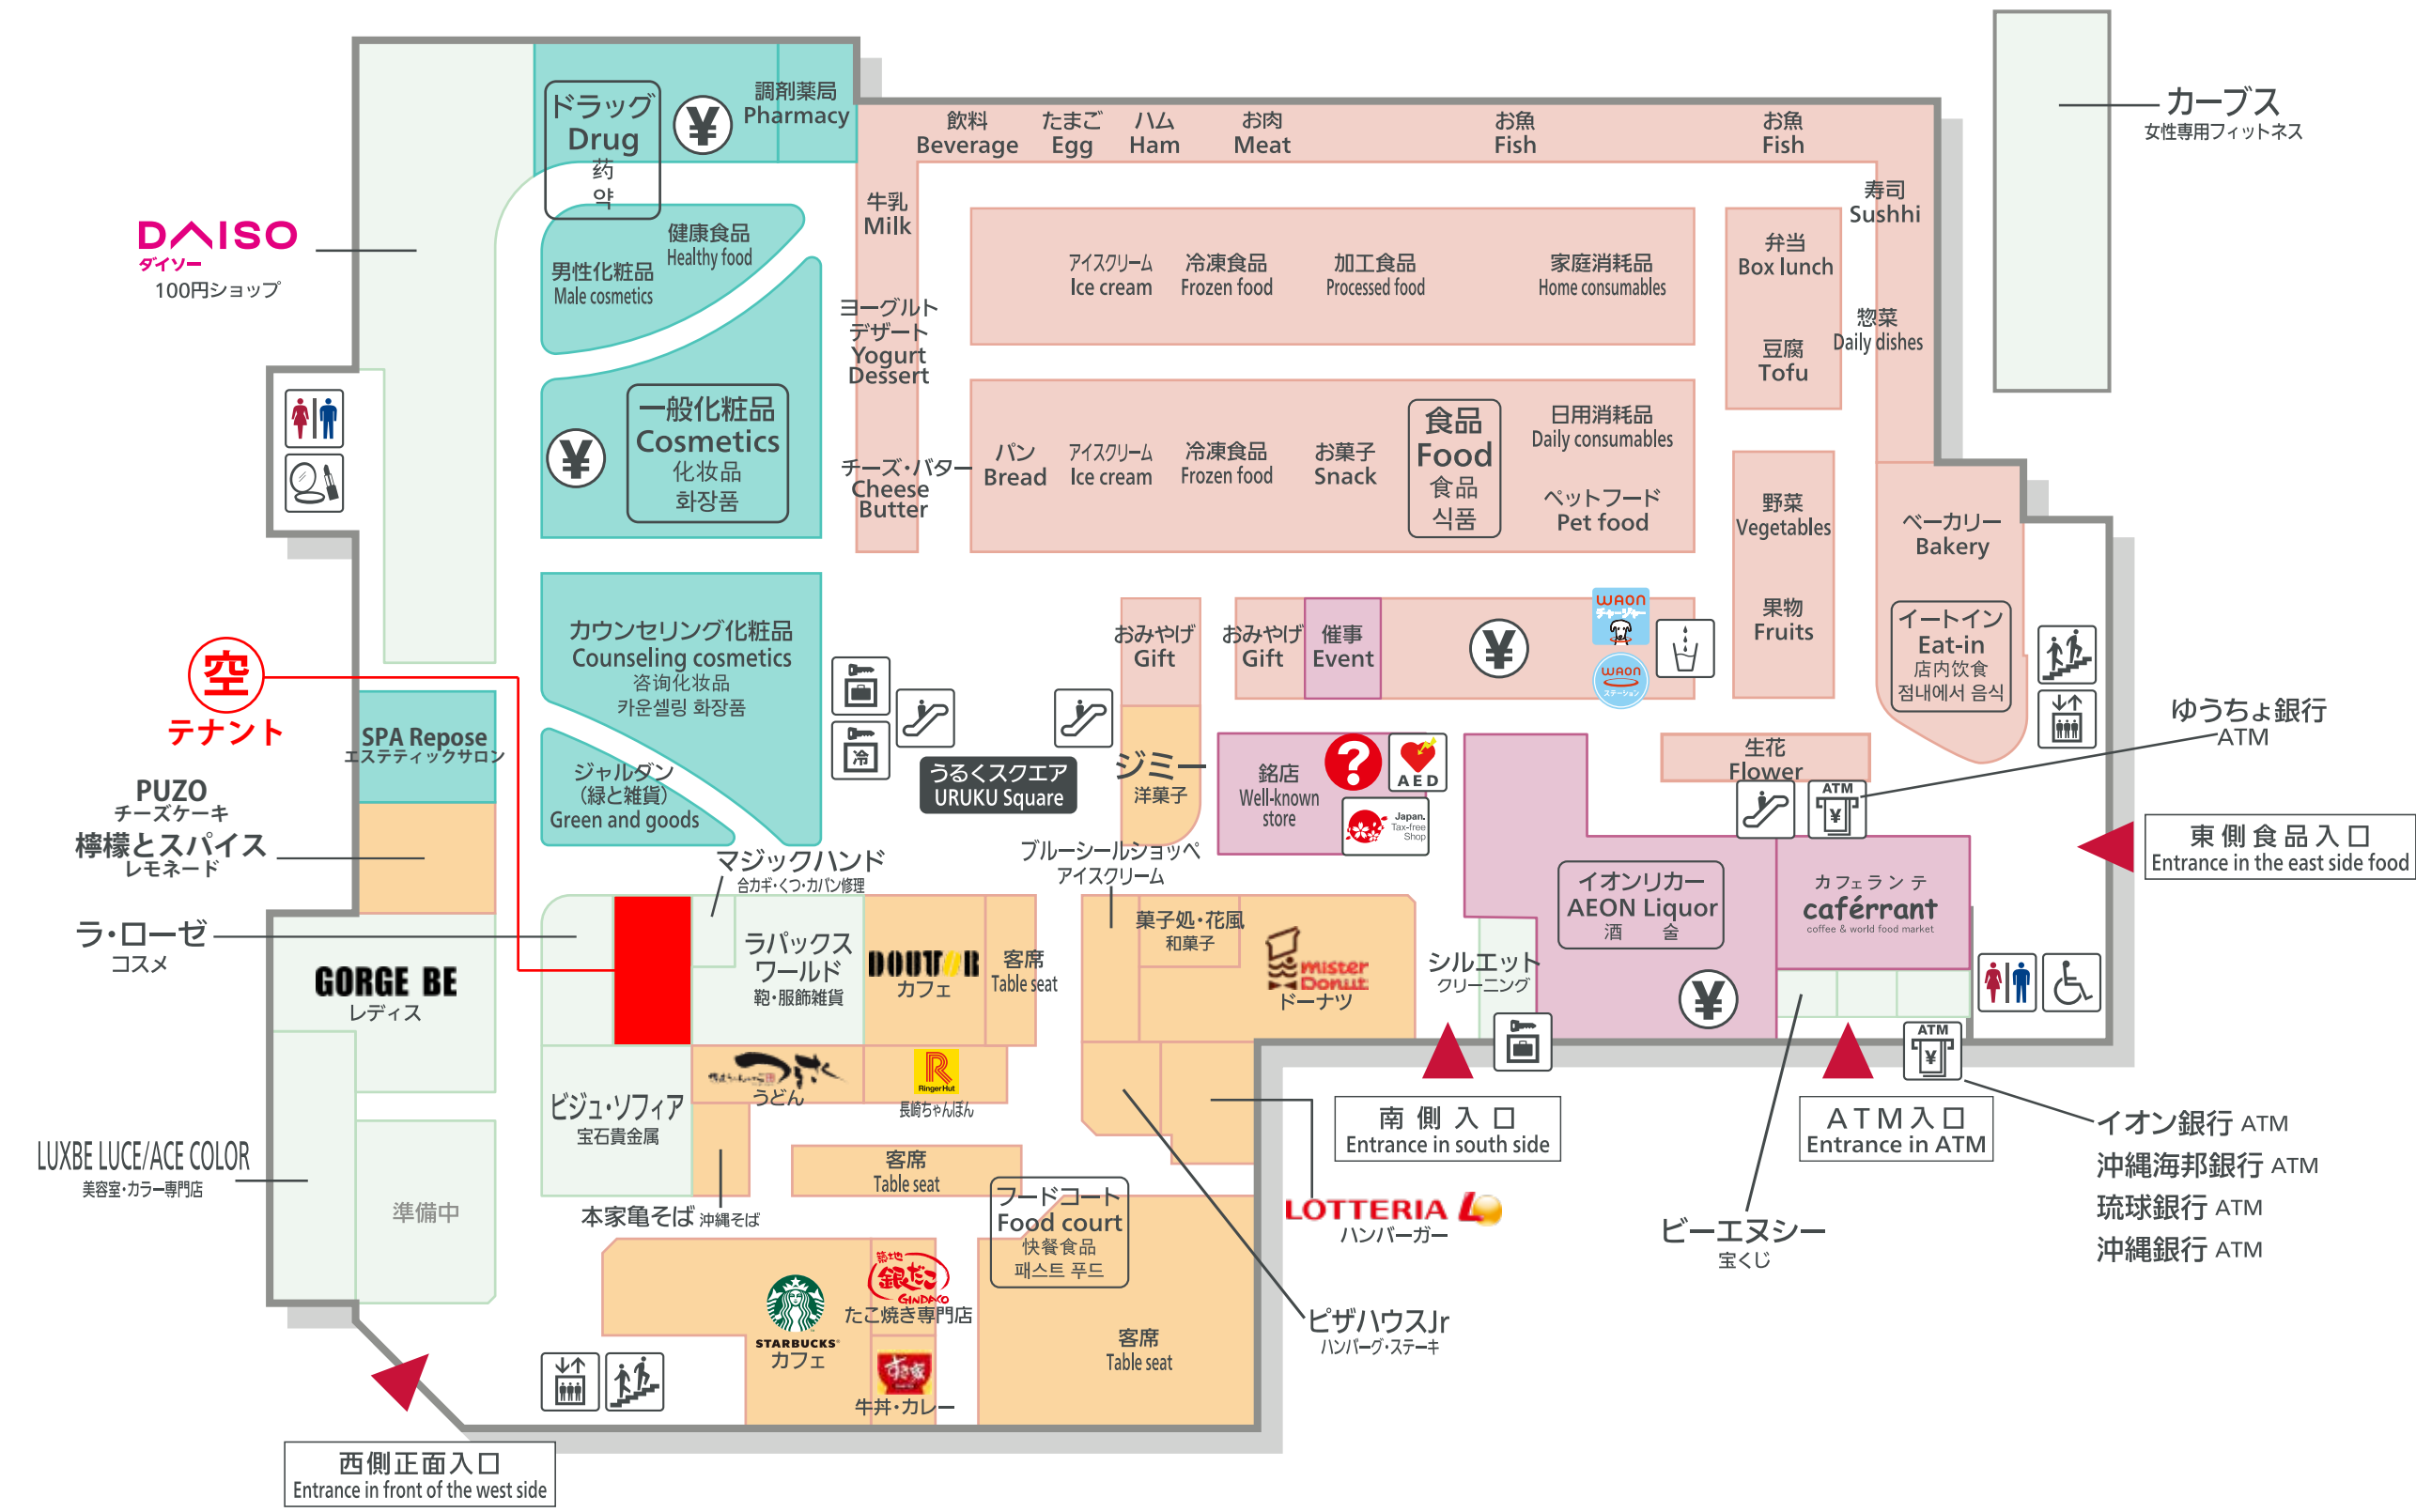 ドラッグ
Drug
药
약
調剤薬局
Pharmacy
飲料
Beverage
たまご
Egg
ハム
Ham
お肉
Meat
お魚
Fish
お魚
Fish
カーブス
女性専用フィットネス
牛乳
Milk
寿司
Sushhi
DAISO
ダイソー
100円ショップ
健康食品
Healthy food
男性化粧品
Male cosmetics
アイスクリーム
Ice cream
冷凍食品
Frozen food
加工食品
Processed food
家庭消耗品
Home consumables
弁当
Box lunch
豆腐
Tofu
惣菜
Daily dishes
ヨーグルト
デザート
Yogurt
Dessert
一般化粧品
Cosmetics
化妆品
화장품
チーズ・バター
Cheese
Butter
パン
Bread
アイスクリーム
Ice cream
冷凍食品
Frozen food
お菓子
Snack
食品
Food
食品
식품
日用消耗品
Daily consumables
ペットフード
Pet food
野菜
Vegetables
果物
Fruits
ベーカリー
Bakery
イートイン
Eat-in
店内饮食
점내에서 음식
空
テナント
カウンセリング化粧品
Counseling cosmetics
咨询化妆品
카운셀링 화장품
冷
おみやげ
Gift
おみやげ
Gift
催事
Event
¥
WAON
チャージャー
WAON
ステーション
ゆうちょ銀行
ATM
SPA Repose
エステティックサロン
ジャルダン
(緑と雑貨)
Green and goods
うるくスクエア
URUKU Square
ジミー
洋菓子
銘店
Well-known
store
?
AED
Japan.
Tax-free
Shop
生花
Flower
ATM
¥
東側食品入口
Entrance in the east side food
PUZO
チーズケーキ
檸檬とスパイス
レモネード
マジックハンド
合カギ・くつ・カバン修理
ブルーシールショッペ
アイスクリーム
イオンリカー
AEON Liquor
酒 술
カフェランテ
caférrant
coffee & world food market
ラ・ローゼ
コスメ
GORGE BE
レディス
ラパックス
ワールド
鞄・服飾雑貨
DOUTOR
カフェ
客席
Table seat
菓子処・花風
和菓子
mister
Donut
ドーナツ
シルエット
クリーニング
¥
ATM
¥
うどん
RingerHut
長崎ちゃんぽん
ビジュ・ソフィア
宝石貴金属
本家亀そば 沖縄そば
客席
Table seat
南側入口
Entrance in south side
ATM入口
Entrance in ATM
イオン銀行 ATM
沖縄海邦銀行 ATM
琉球銀行 ATM
沖縄銀行 ATM
LUXBE LUCE/ACE COLOR
美容室・カラー専門店
準備中
フードコート
Food court
快餐食品
패스트 푸드
LOTTERIA
ハンバーガー
ビーエヌシー
宝くじ
ピザハウスJr
ハンバーグ・ステーキ
築地
銀だこ
GINDACO
たこ焼き専門店
STARBUCKS
カフェ
すき家
牛丼・カレー
客席
Table seat
西側正面入口
Entrance in front of the west side